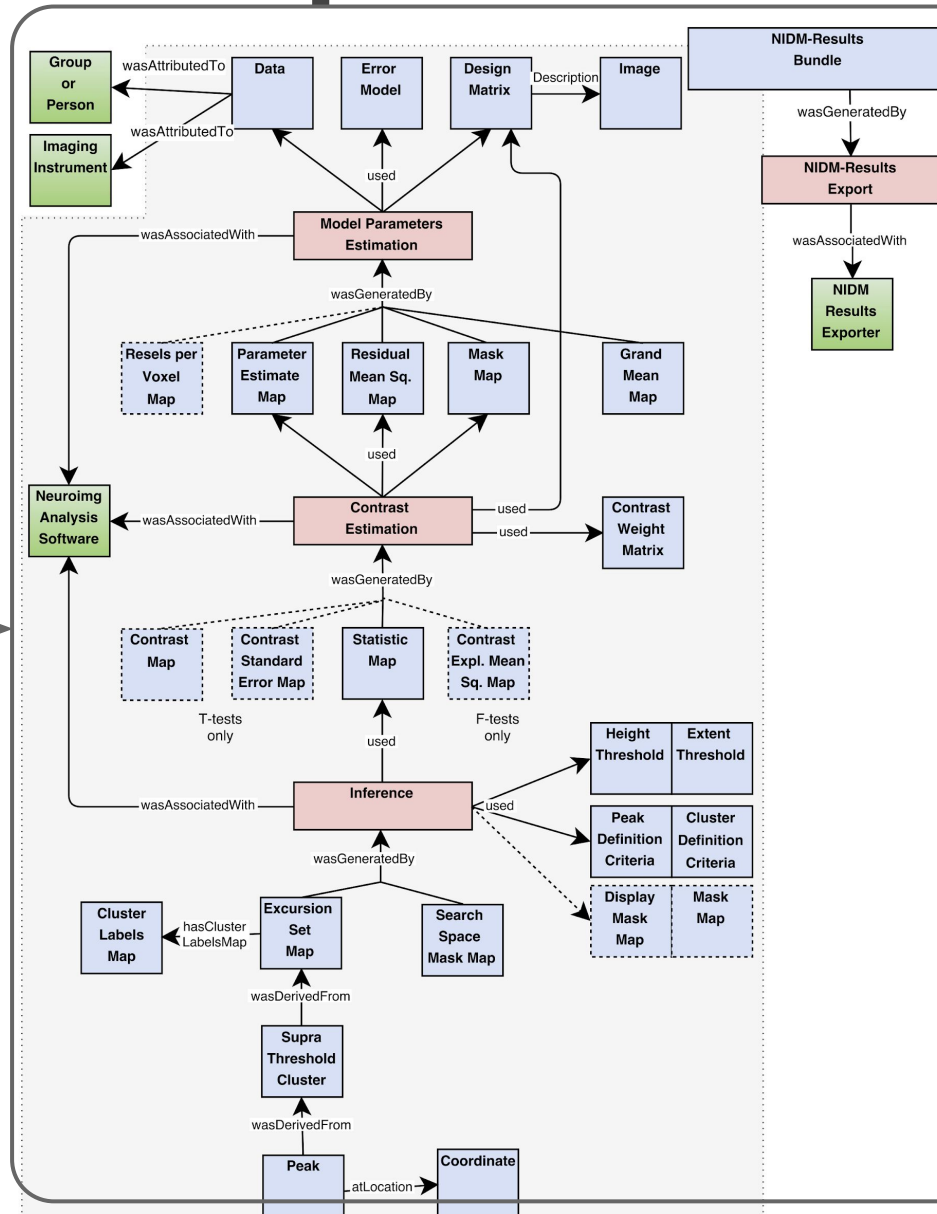 Group
or
Person
wasAttributedTo
wasAttributedTo
Imaging
Instrument
Data
Error
Model
Design
Matrix
Description
Image
NIDM-Results
Bundle
wasGeneratedBy
NIDM-Results
Export
wasAssociatedWith
NIDM
Results
Exporter
used
Model Parameters
Estimation
wasAssociatedWith
wasGeneratedBy
Resels per
Voxel
Map
Parameter
Estimate
Map
Residual
Mean Sq.
Map
Mask
Map
Grand
Mean
Map
used
Neuroimg
Analysis
Software
wasAssociatedWith
Contrast
Estimation
used
used
Contrast
Weight
Matrix
wasGeneratedBy
Contrast
Map
Contrast
Standard
Error Map
Statistic
Map
Contrast
Expl. Mean
Sq. Map
T-tests
only
F-tests
only
used
Height
Threshold
Extent
Threshold
wasAssociatedWith
Inference
used
Peak
Definition
Criteria
Cluster
Definition
Criteria
Display
Mask
Map
Mask
Map
wasGeneratedBy
Cluster
Labels
Map
hasCluster
LabelsMap
Excursion
Set
Map
Search
Space
Mask Map
wasDerivedFrom
Supra
Threshold
Cluster
wasDerivedFrom
Peak
atLocation
Coordinate